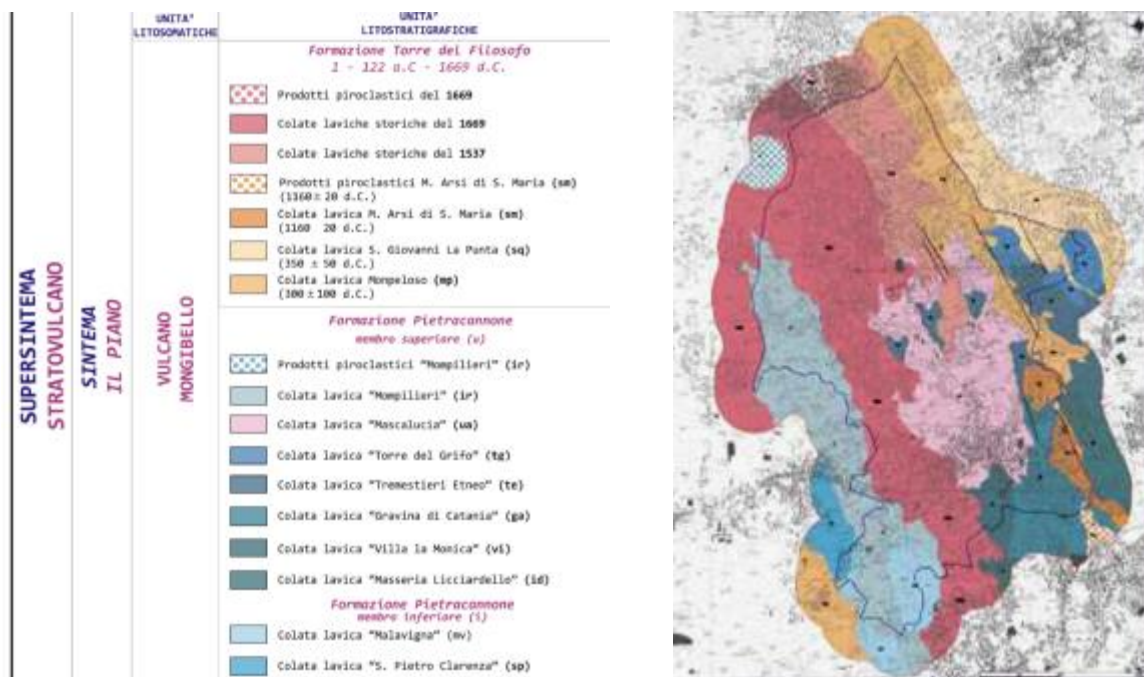 UNITA'
LITOSOMATICHE
UNITA'
LITOSTRATIGRAFICHE
SUPERSINTEMA
STRATOVULCANO
SINTEMA
IL PIANO
VULCANO
MONGIBELLO
Formazione Torre del Filosofo
1 - 122 a.C - 1669 d.C.
Prodotti piroclastici del 1669
Colate laviche storiche del 1669
Colate laviche storiche del 1537
Prodotti piroclastici M. Arsi di S. Maria (sm)
(1160± 20 d.C.)
Colata lavica M. Arsi di S. Maria (sm)
(1160 20 d.C.)
Colata lavica S. Giovanni La Punta (sq)
(350 ± 50 d.C.)
Colata lavica Monpeloso (mp)
(300±100 d.C.)
Formazione Pietracannone
membro superiore (u)
Prodotti piroclastici "Mompilieri" (ir)
Colata lavica "Mompilieri" (ir)
Colata lavica "Mascalucia" (ua)
Colata lavica "Torre del Grifo" (tg)
Colata lavica "Tremestieri Etneo" (te)
Colata lavica "Gravina di Catania" (ga)
Colata lavica "Villa la Monica" (vi)
Colata lavica "Masseria Licciardello" (id)
Formazione Pietracannone
membro inferiore (i)
Colata lavica "Malavigna" (mv)
Colata lavica "S. Pietro Clarenza" (sp)